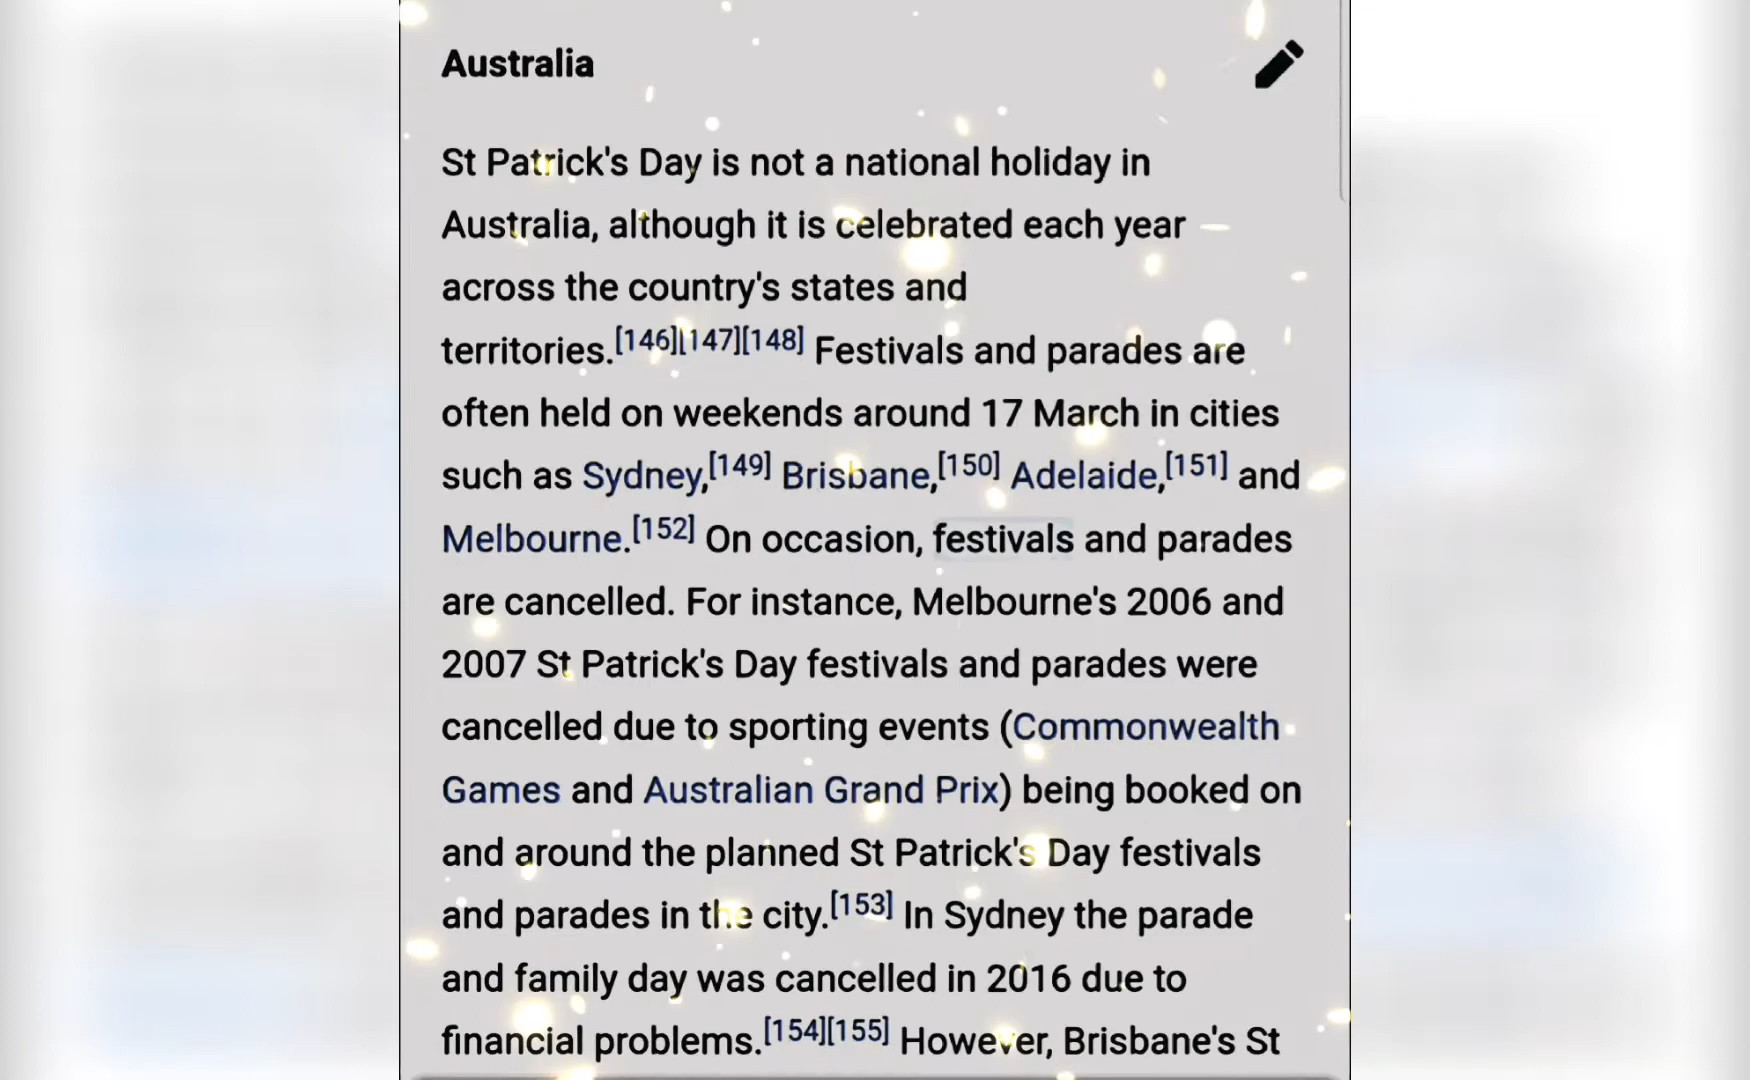 Australia
St Patrick's Day is not a national holiday in
Australia, although it is celebrated each year
across the country's states and
territories.[146][147][148] Festivals and parades are
often held on weekends around 17 March in cities
such as Sydney,[149] Brisbane,[150] Adelaide,[151] and
Melbourne.[152] On occasion, festivals and parades
are cancelled. For instance, Melbourne's 2006 and
2007 St Patrick's Day festivals and parades were
cancelled due to sporting events (Commonwealth
Games and Australian Grand Prix) being booked on
and around the planned St Patrick's Day festivals
and parades in the city.[153] In Sydney the parade
and family day was cancelled in 2016 due to
financial problems.[154][155] However, Brisbane's St